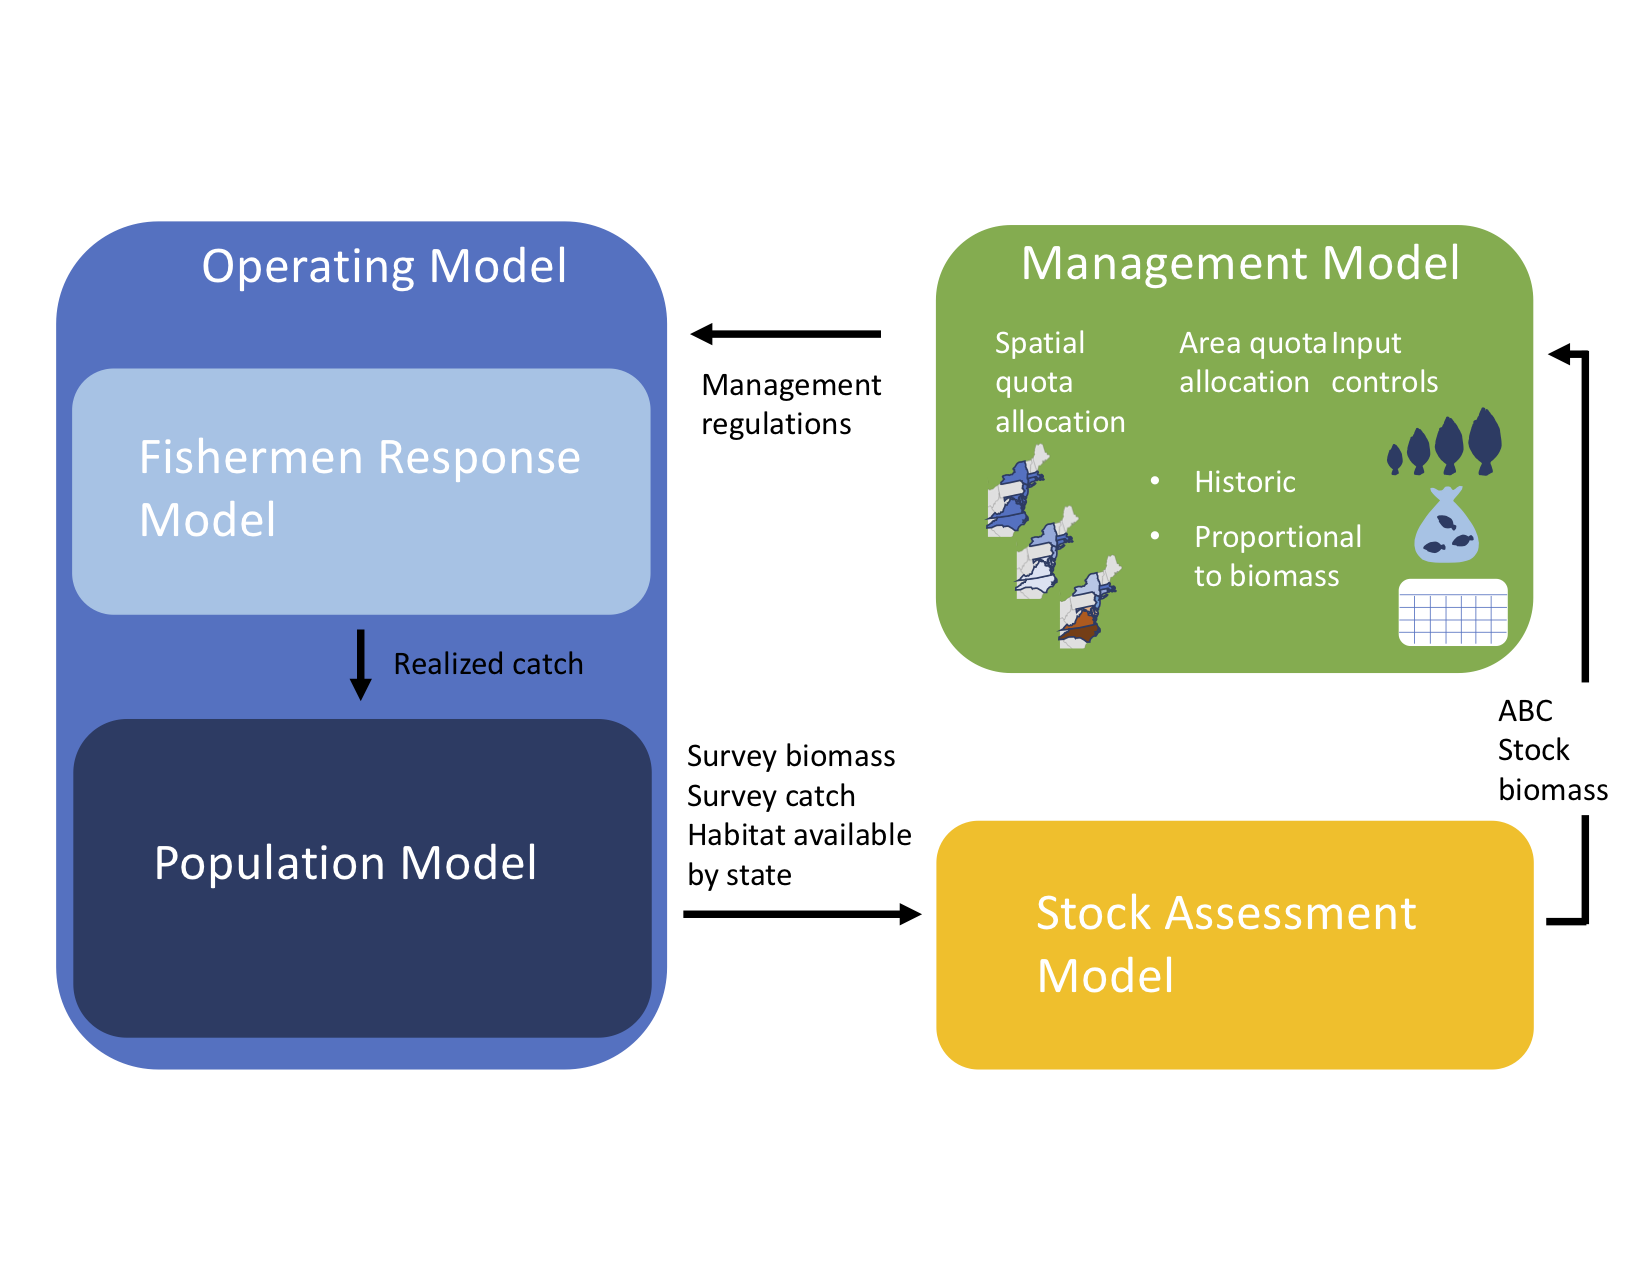 Operating Model
Fishermen Response
Model
Realized catch
Population Model
Management
regulations
Survey biomass
Survey catch
Habitat available
by state
Management Model
Spatial
quota
allocation
Area quota
allocation
Input
controls
• Historic
• Proportional
to biomass
ABC
Stock
biomass
Stock Assessment
Model